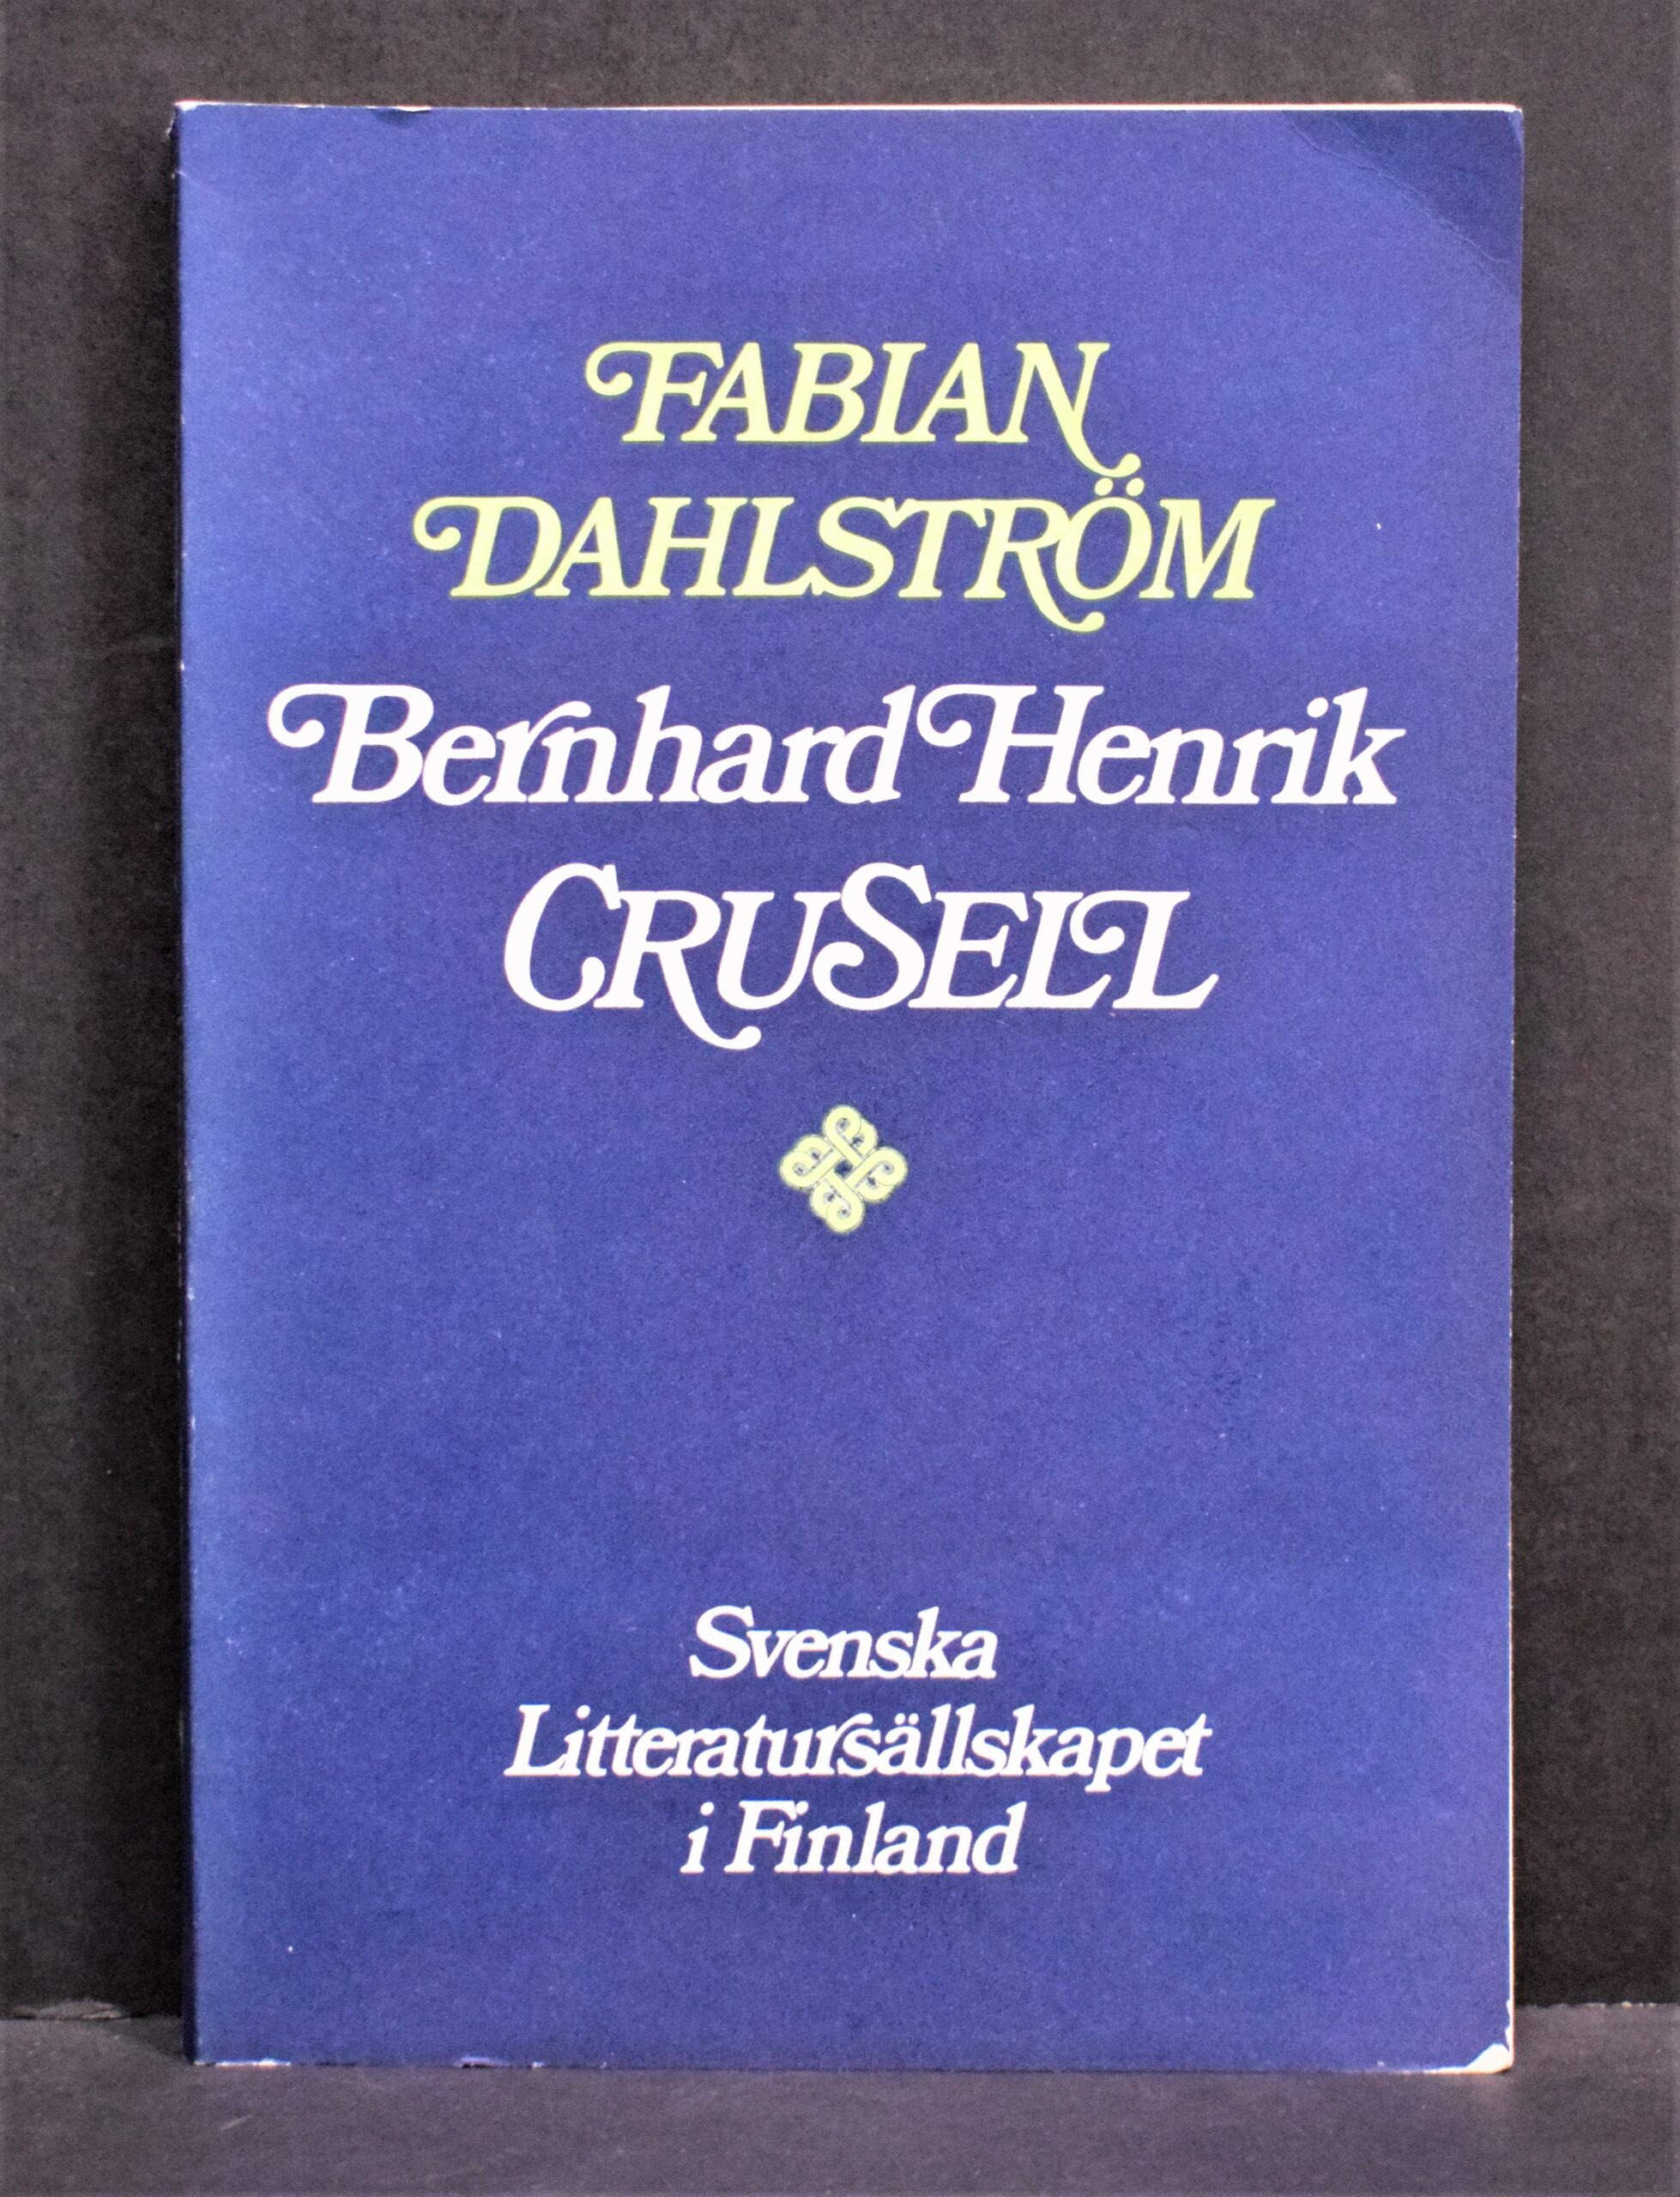 FABIAN
DAHLSTRÖM
Bernhard Henrik
CRUSELL
Svenska
Litteratursällskapet
i Finland